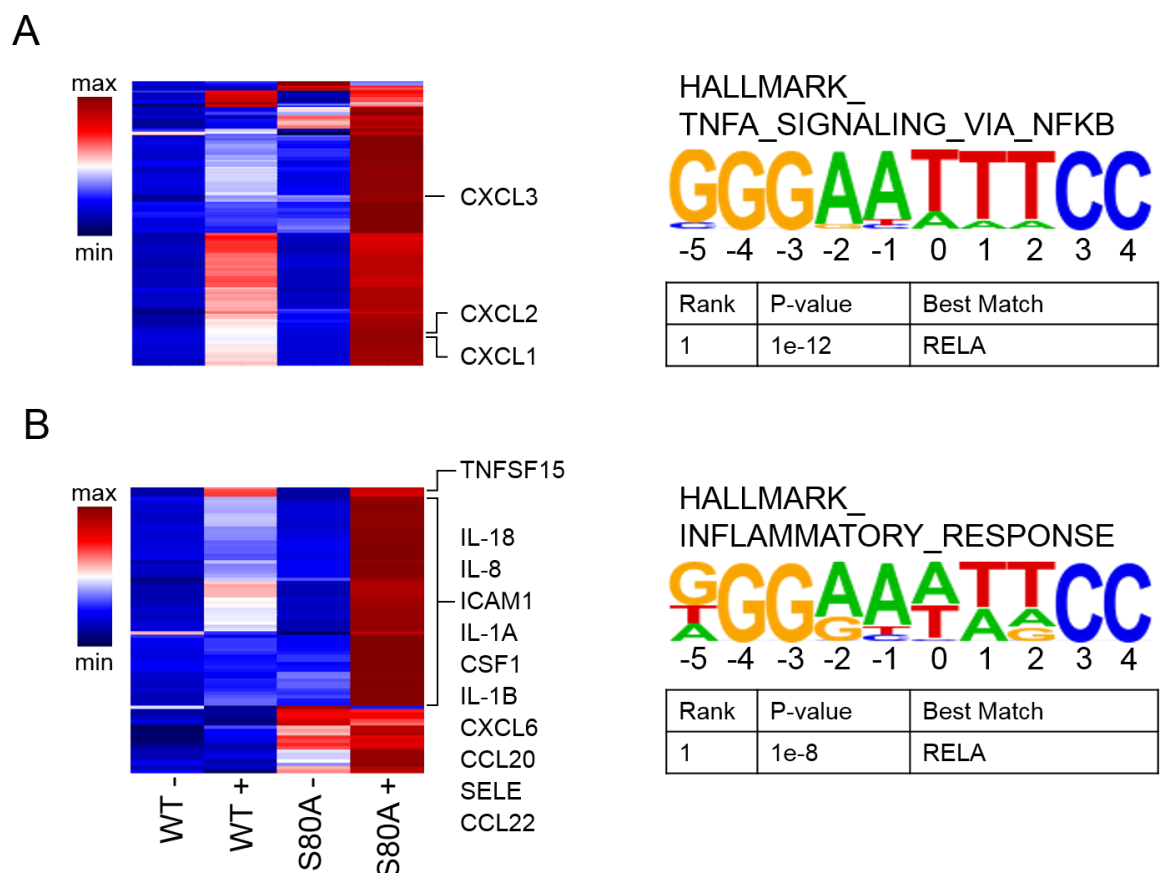 A
max
min
CXCL3
CXCL2
CXCL1
HALLMARK_
TNFA_SIGNALING_VIA_NFKB
GGGAATTTCC
-5 -4 -3 -2 -1 0 1 2 3 4
Rank P-value Best Match
1 1e-12 RELA
B
max
min
TNFSF15
IL-18
IL-8
ICAM1
IL-1A
CSF1
IL-1B
CXCL6
CCL20
SELE
CCL22
WT -
WT +
S80A -
S80A +
HALLMARK_
INFLAMMATORY_RESPONSE
GGGAAATTCC
-5 -4 -3 -2 -1 0 1 2 3 4
Rank P-value Best Match
1 1e-8 RELA